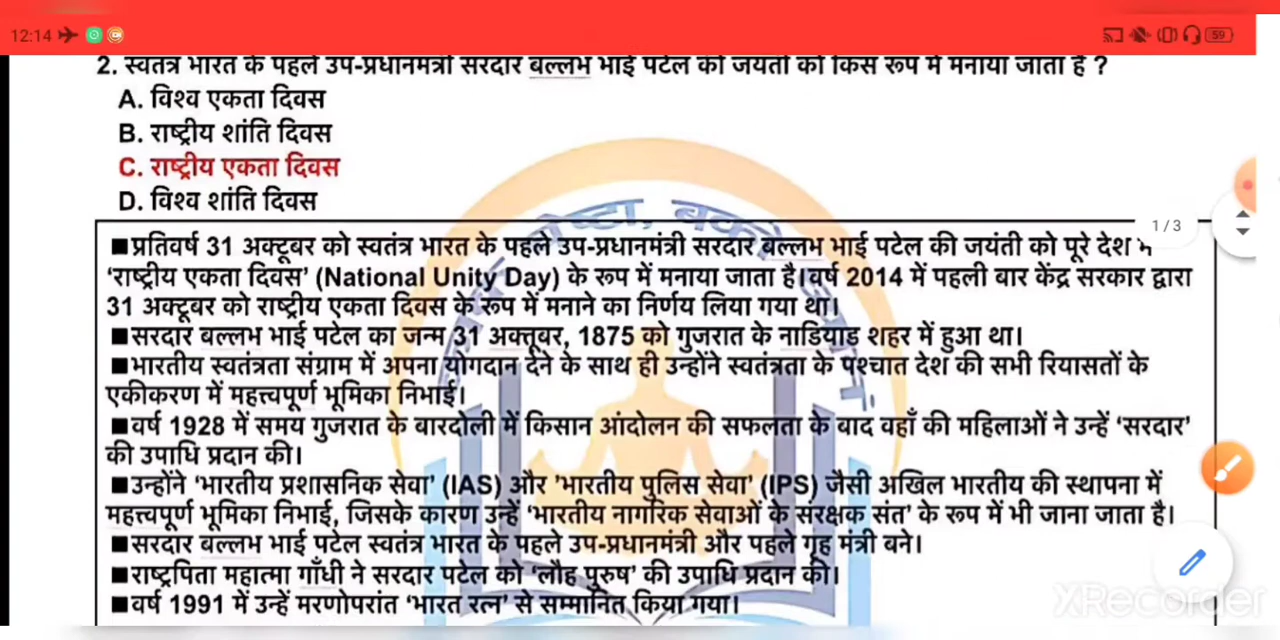 12:14
59
2. स्वतंत्र भारत के पहले उप-प्रधानमंत्री सरदार बल्लभ भाई पटेल की जयंती को किस रूप में मनाया जाता है ?
A. विश्व एकता दिवस
B. राष्ट्रीय शांति दिवस
C. राष्ट्रीय एकता दिवस
D. विश्व शांति दिवस
1/3
■प्रतिवर्ष 31 अक्टूबर को स्वतंत्र भारत के पहले उप-प्रधानमंत्री सरदार बल्लभ भाई पटेल की जयंती को पूरे देश में
‘राष्ट्रीय एकता दिवस’ (National Unity Day) के रूप में मनाया जाता है।वर्ष 2014 में पहली बार केंद्र सरकार द्वारा
31 अक्टूबर को राष्ट्रीय एकता दिवस के रूप में मनाने का निर्णय लिया गया था।
■सरदार बल्लभ भाई पटेल का जन्म 31 अक्तूबर, 1875 को गुजरात के नाडियाड शहर में हुआ था।
■भारतीय स्वतंत्रता संग्राम में अपना योगदान देने के साथ ही उन्होंने स्वतंत्रता के पश्चात देश की सभी रियासतों के
एकीकरण में महत्त्वपूर्ण भूमिका निभाई।
■वर्ष 1928 में समय गुजरात के बारदोली में किसान आंदोलन की सफलता के बाद वहाँ की महिलाओं ने उन्हें ‘सरदार’
की उपाधि प्रदान की।
■उन्होंने ‘भारतीय प्रशासनिक सेवा’ (IAS) और ’भारतीय पुलिस सेवा’ (IPS) जैसी अखिल भारतीय की स्थापना में
महत्त्वपूर्ण भूमिका निभाई, जिसके कारण उन्हें ‘भारतीय नागरिक सेवाओं के संरक्षक संत’ के रूप में भी जाना जाता है।
■सरदार बल्लभ भाई पटेल स्वतंत्र भारत के पहले उप-प्रधानमंत्री और पहले गृह मंत्री बने।
■राष्ट्रपिता महात्मा गाँधी ने सरदार पटेल को ‘लौह पुरुष’ की उपाधि प्रदान की।
■वर्ष 1991 में उन्हें मरणोपरांत ‘भारत रत्न’ से सम्मानित किया गया।
XRecorder